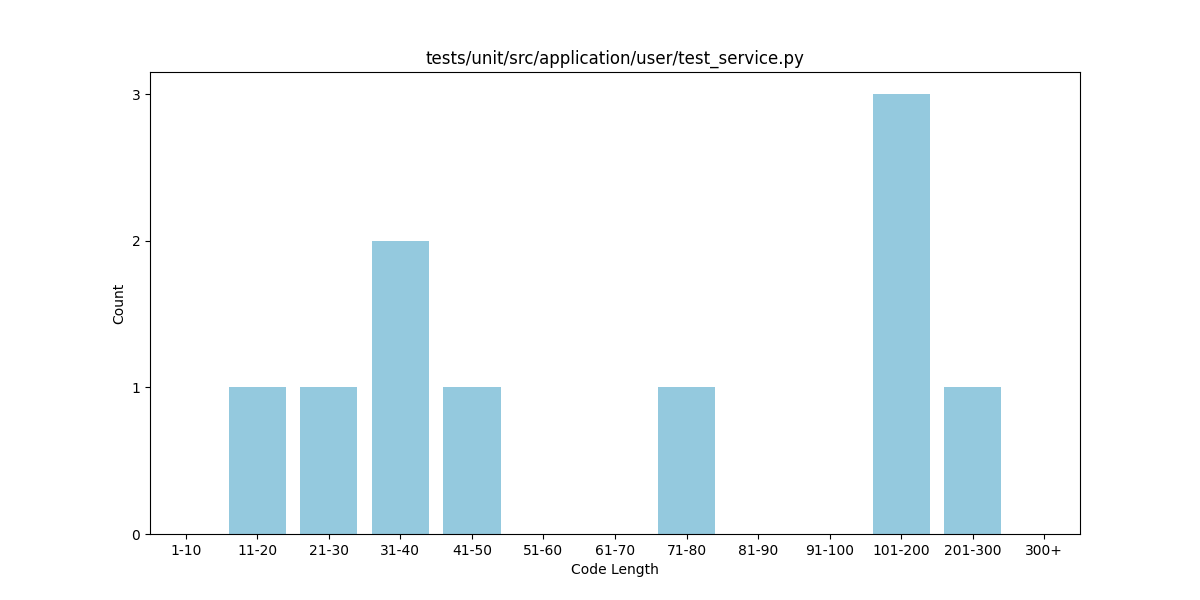 tests/unit/src/application/user/test_service.py
3
2
1
0
Count
1-10 11-20 21-30 31-40 41-50 51-60 61-70 71-80 81-90 91-100 101-200 201-300 300+
Code Length